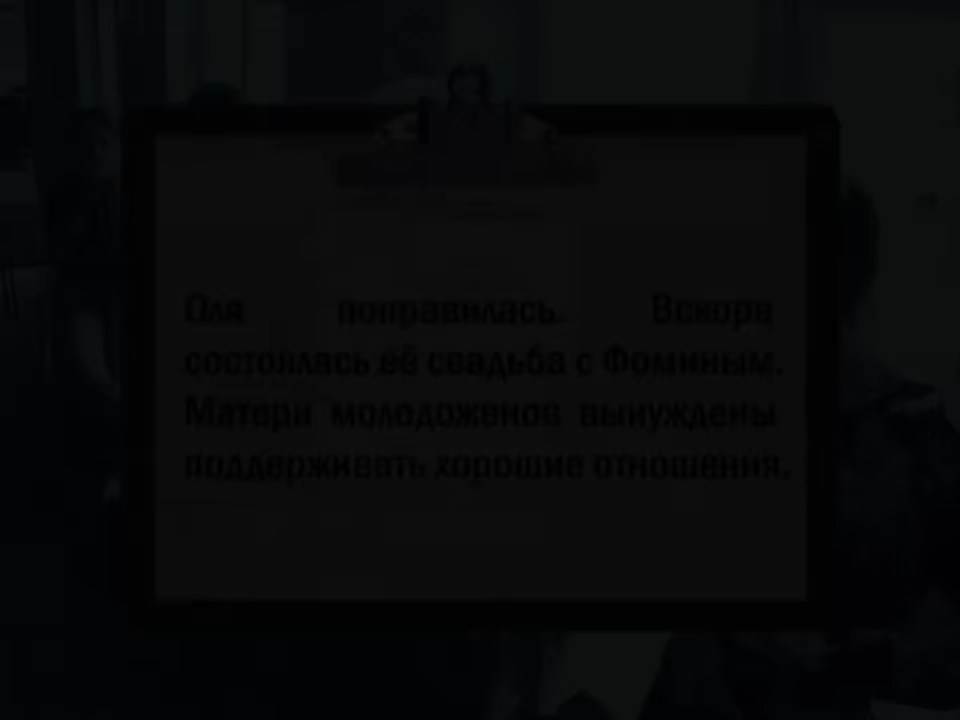 Оля поправилась. Вскоре
состоялась её свадьба с Фоминым.
Матери молодоженов вынуждены
поддерживать хорошие отношения.